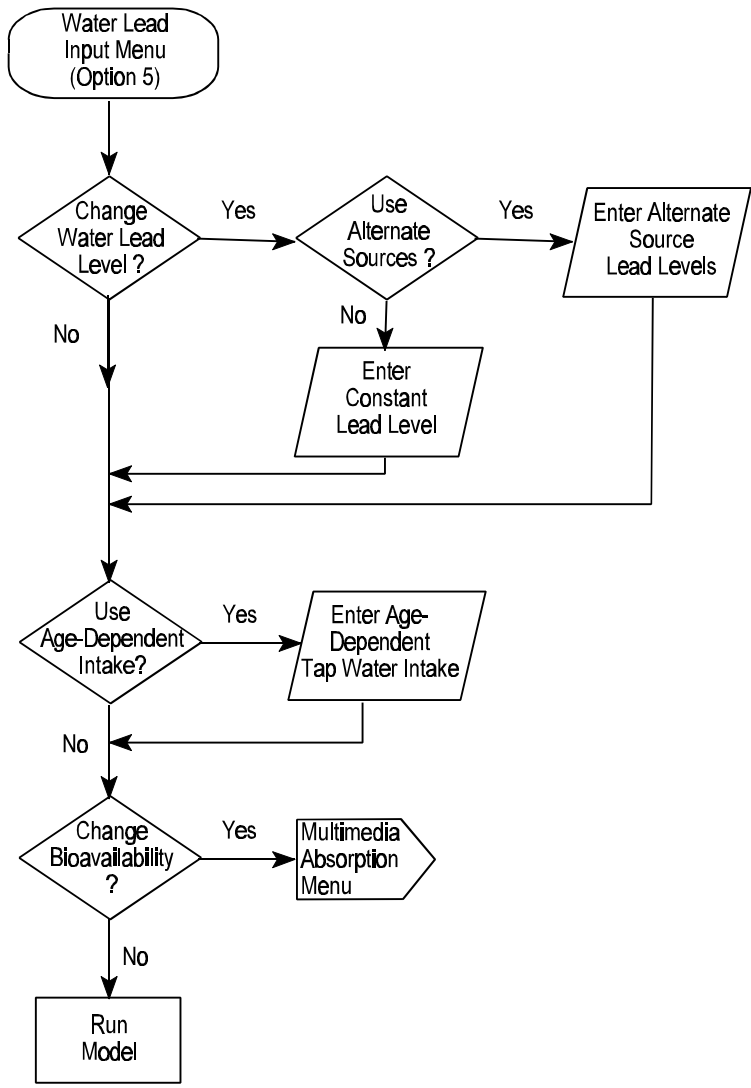 Water Lead
Input Menu
(Option 5)
Change
Water Lead
Level ?
Yes
Use
Alternate
Sources ?
Yes
Enter Alternate
Source
Lead Levels
No
No
Enter
Constant
Lead Level
Use
Age-Dependent
Intake?
Yes
Enter Age-
Dependent
Tap Water Intake
No
Change
Bioavailability
?
Yes
Multimedia
Absorption
Menu
No
Run
Model